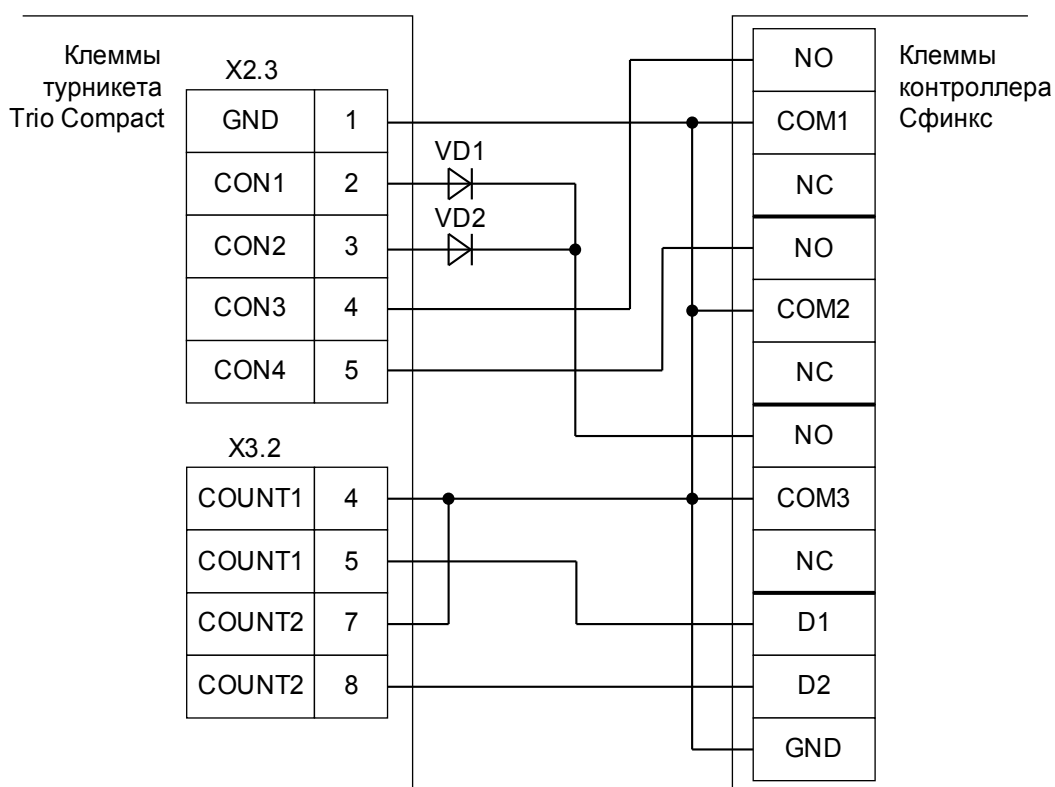 Клеммы
турникета
Trio Compact
X2.3
GND 1
CON1 2
CON2 3
CON3 4
CON4 5
X3.2
COUNT1 4
COUNT1 5
COUNT2 7
COUNT2 8
VD1
VD2
NO
COM1
NC
NO
COM2
NC
NO
COM3
NC
D1
D2
GND
Клеммы
контроллера
Сфинкс